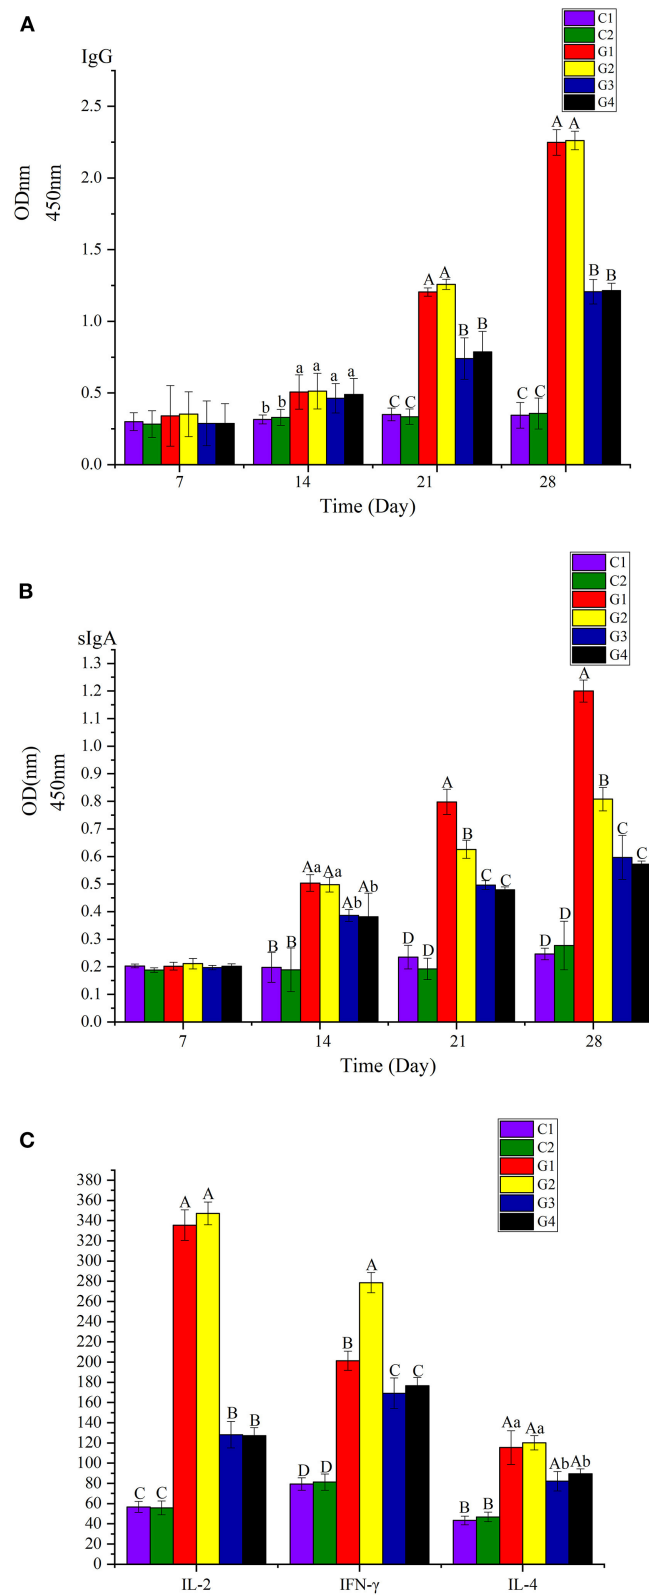 A
IgG
C1
C2
G1
G2
G3
G4
ODnm
450nm
2.5
2.0
1.5
1.0
0.5
0.0
b b a a a a
C C A A B B
C C A A B B
7 14 21 28
Time (Day)
B
sIgA
C1
C2
G1
G2
G3
G4
OD(nm)
450nm
1.3
1.2
1.1
1.0
0.9
0.8
0.7
0.6
0.5
0.4
0.3
0.2
0.1
0.0
B B Aa Aa Ab Ab
D D A B C C
D D A B C C
7 14 21 28
Time (Day)
C
C1
C2
G1
G2
G3
G4
380
360
340
320
300
280
260
240
220
200
180
160
140
120
100
80
60
40
20
0
C C A A B B
D D B A C C
B B Aa Aa Ab Ab
IL-2 IFN-γ IL-4